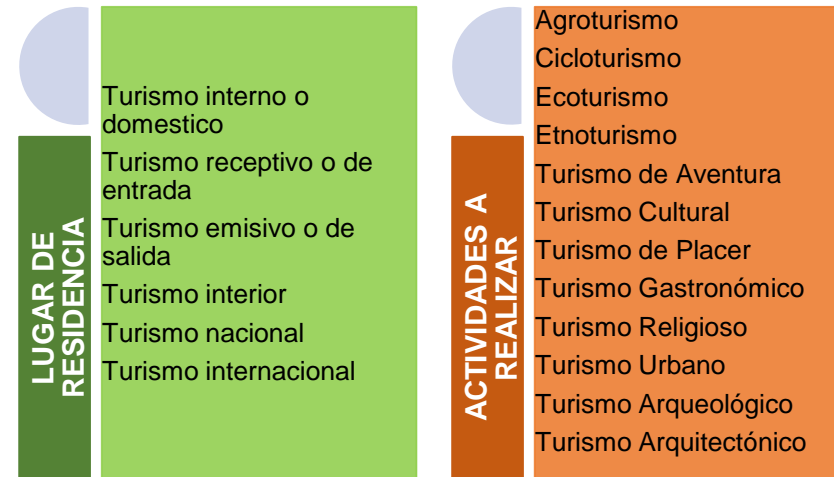 LUGAR DE
RESIDENCIA
Turismo interno o
domestico
Turismo receptivo o de
entrada
Turismo emisivo o de
salida
Turismo interior
Turismo nacional
Turismo internacional
ACTIVIDADES A
REALIZAR
Agroturismo
Cicloturismo
Ecoturismo
Etnoturismo
Turismo de Aventura
Turismo Cultural
Turismo de Placer
Turismo Gastronómico
Turismo Religioso
Turismo Urbano
Turismo Arqueológico
Turismo Arquitectónico